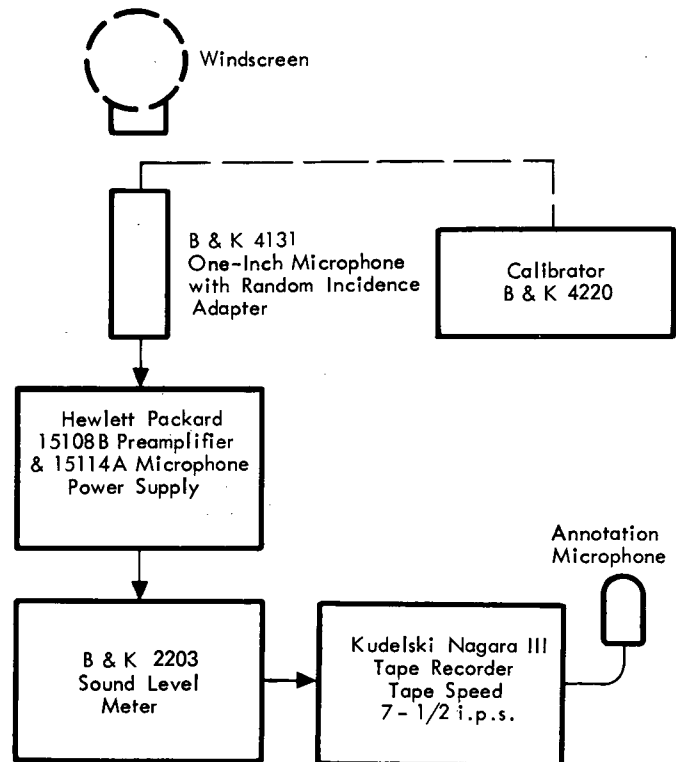 Windscreen
B & K 4131
One-Inch Microphone
with Random Incidence
Adapter
Calibrator
B & K 4220
Hewlett Packard
15108B Preamplifier
& 15114A Microphone
Power Supply
Annotation
Microphone
B & K 2203
Sound Level
Meter
Kudelski Nagara III
Tape Recorder
Tape Speed
7-1/2 i.p.s.